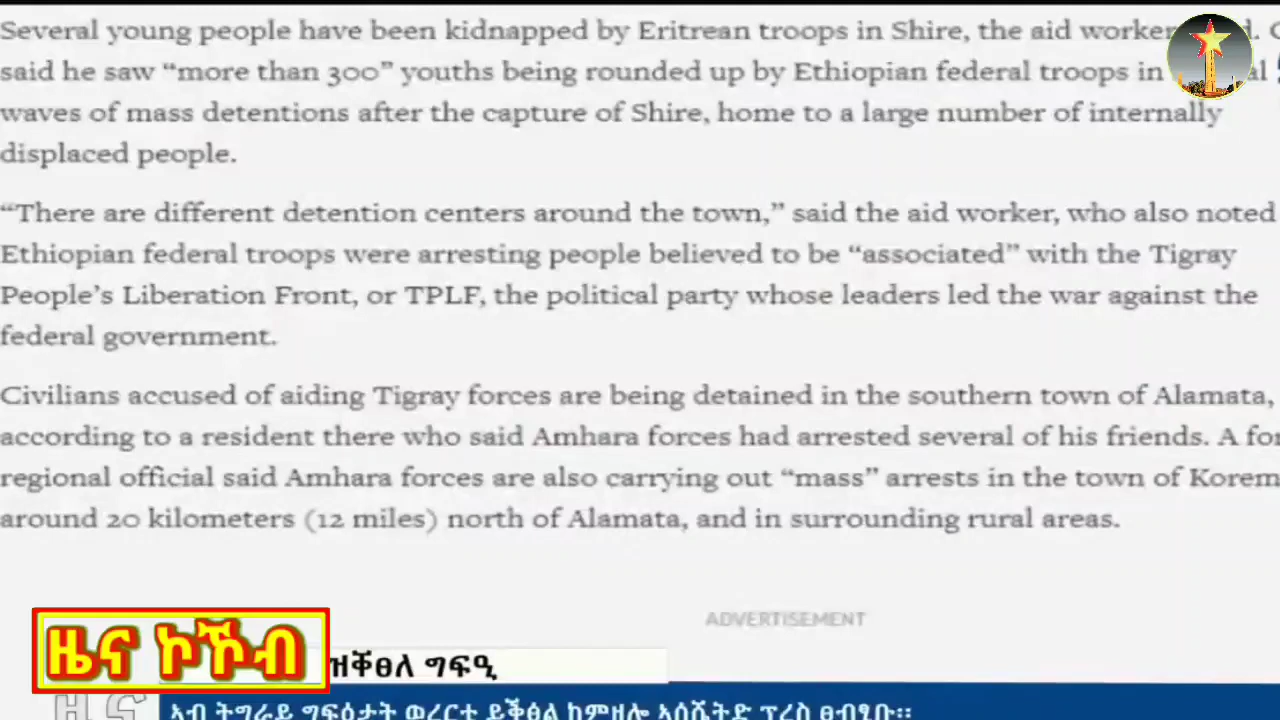 Several young people have been kidnapped by Eritrean troops in Shire, the aid worker
said he saw “more than 300” youths being rounded up by Ethiopian federal troops in
waves of mass detentions after the capture of Shire, home to a large number of internally
displaced people.
“There are different detention centers around the town,” said the aid worker, who also noted
Ethiopian federal troops were arresting people believed to be “associated” with the Tigray
People’s Liberation Front, or TPLF, the political party whose leaders led the war against the
federal government.
Civilians accused of aiding Tigray forces are being detained in the southern town of Alamata,
according to a resident there who said Amhara forces had arrested several of his friends. A
regional official said Amhara forces are also carrying out “mass” arrests in the town of Korem
around 20 kilometers (12 miles) north of Alamata, and in surrounding rural areas.
ADVERTISEMENT
ዜና ኮኾብ
ዝቐፀለ ግፍዒ
ዜና
ኣብ ትግራይ ግፍዕታት ወረርቲ ይቕፅል ከምዘሎ ኣሶሼትድ ፕረስ ፀብፂቡ።